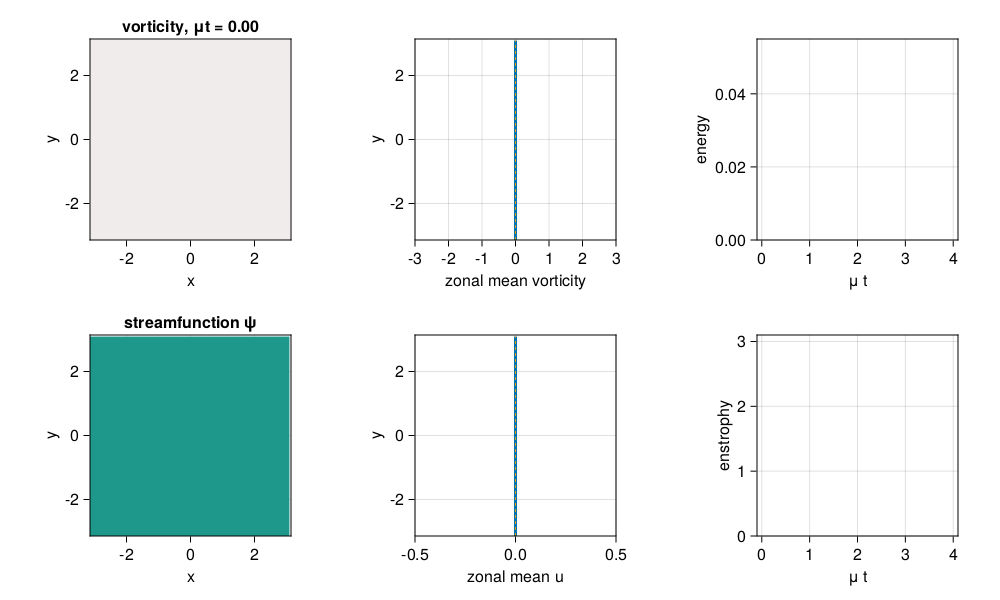 vorticity, μt = 0.00
y
2
0
-2
-2 0 2
x
y
2
0
-2
-3 -2 -1 0 1 2 3
zonal mean vorticity
energy
0.04
0.02
0.00
0 1 2 3 4
μ t
streamfunction ψ
y
2
0
-2
-2 0 2
x
y
2
0
-2
-0.5 0.0 0.5
zonal mean u
enstrophy
3
2
1
0
0 1 2 3 4
μ t